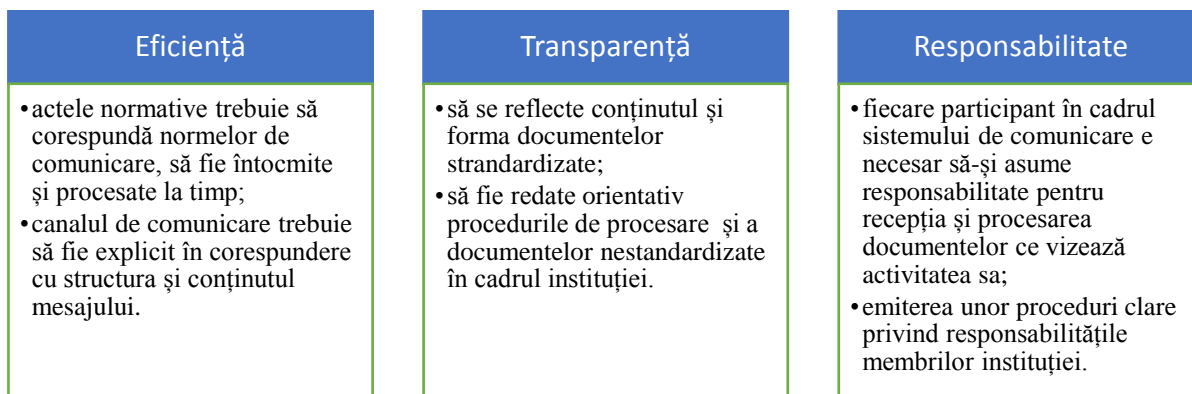 Eficiență
• actele normative trebuie să
corespundă normelor de
comunicare, să fie întocmite
și procesate la timp;
• canalul de comunicare trebuie
să fie explicit în corespundere
cu structura și conținutul
mesajului.
Transparență
• să se reflecte conținutul și
forma documentelor
strandardizate;
• să fie redate orientativ
procedurile de procesare și a
documentelor nestandardizate
în cadrul instituției.
Responsabilitate
• fiecare participant în cadrul
sistemului de comunicare e
necesar să-și asume
responsabilitate pentru
recepția și procesarea
documentelor ce vizează
activitatea sa;
• emiterea unor proceduri clare
privind responsabilitățile
membrilor instituției.